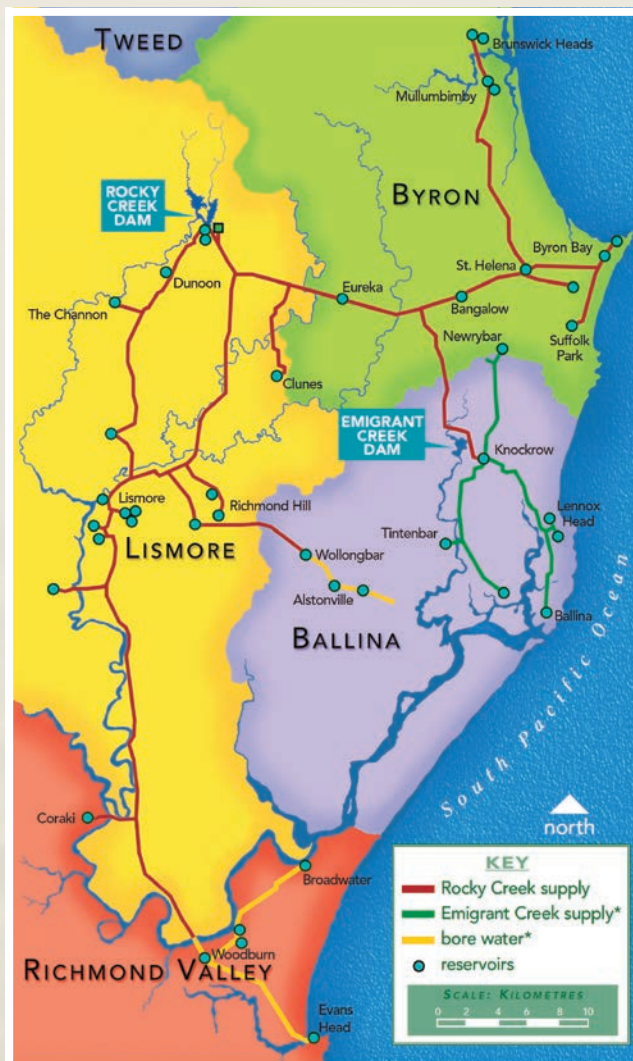 TWEED
Brunswick Heads
Mullumbimby
ROCKY
CREEK
DAM
BYRON
Byron Bay
St. Helena
Dunoon
Eureka
Bangalow
The Channon
Newrybar
Suffolk
Park
Clunes
EMIGRANT
CREEK
DAM
Knockrow
Lismore
Richmond Hill
Lennox
Head
Tintenbar
LISMORE
Wollongbar
Alstonville
Ballina
BALLINA
South Pacific Ocean
north
Coraki
KEY
Rocky Creek supply
Broadwater
Emigrant Creek supply*
bore water*
Woodburn
reservoirs
RICHMOND VALLEY
SCALE: KILOMETRES
0 2 4 6 8 10
Evans
Head